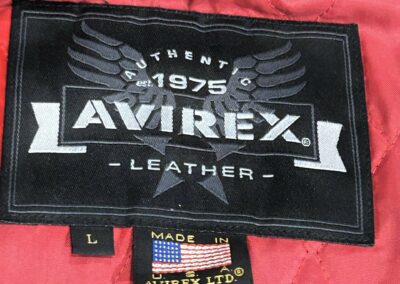 AUTHENTIC
est. 1975
AVIREX®
- LEATHER -
L
MADE IN
U.S.A.
AVIREX LTD.®